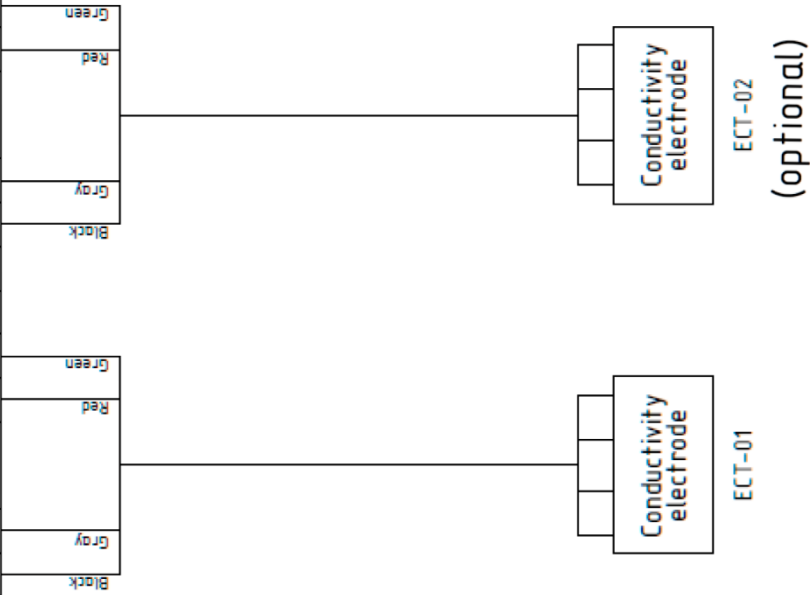 Green
Red
Gray
Black
Conductivity
electrode
ECT-02
(optional)
Green
Red
Gray
Black
Conductivity
electrode
ECT-01